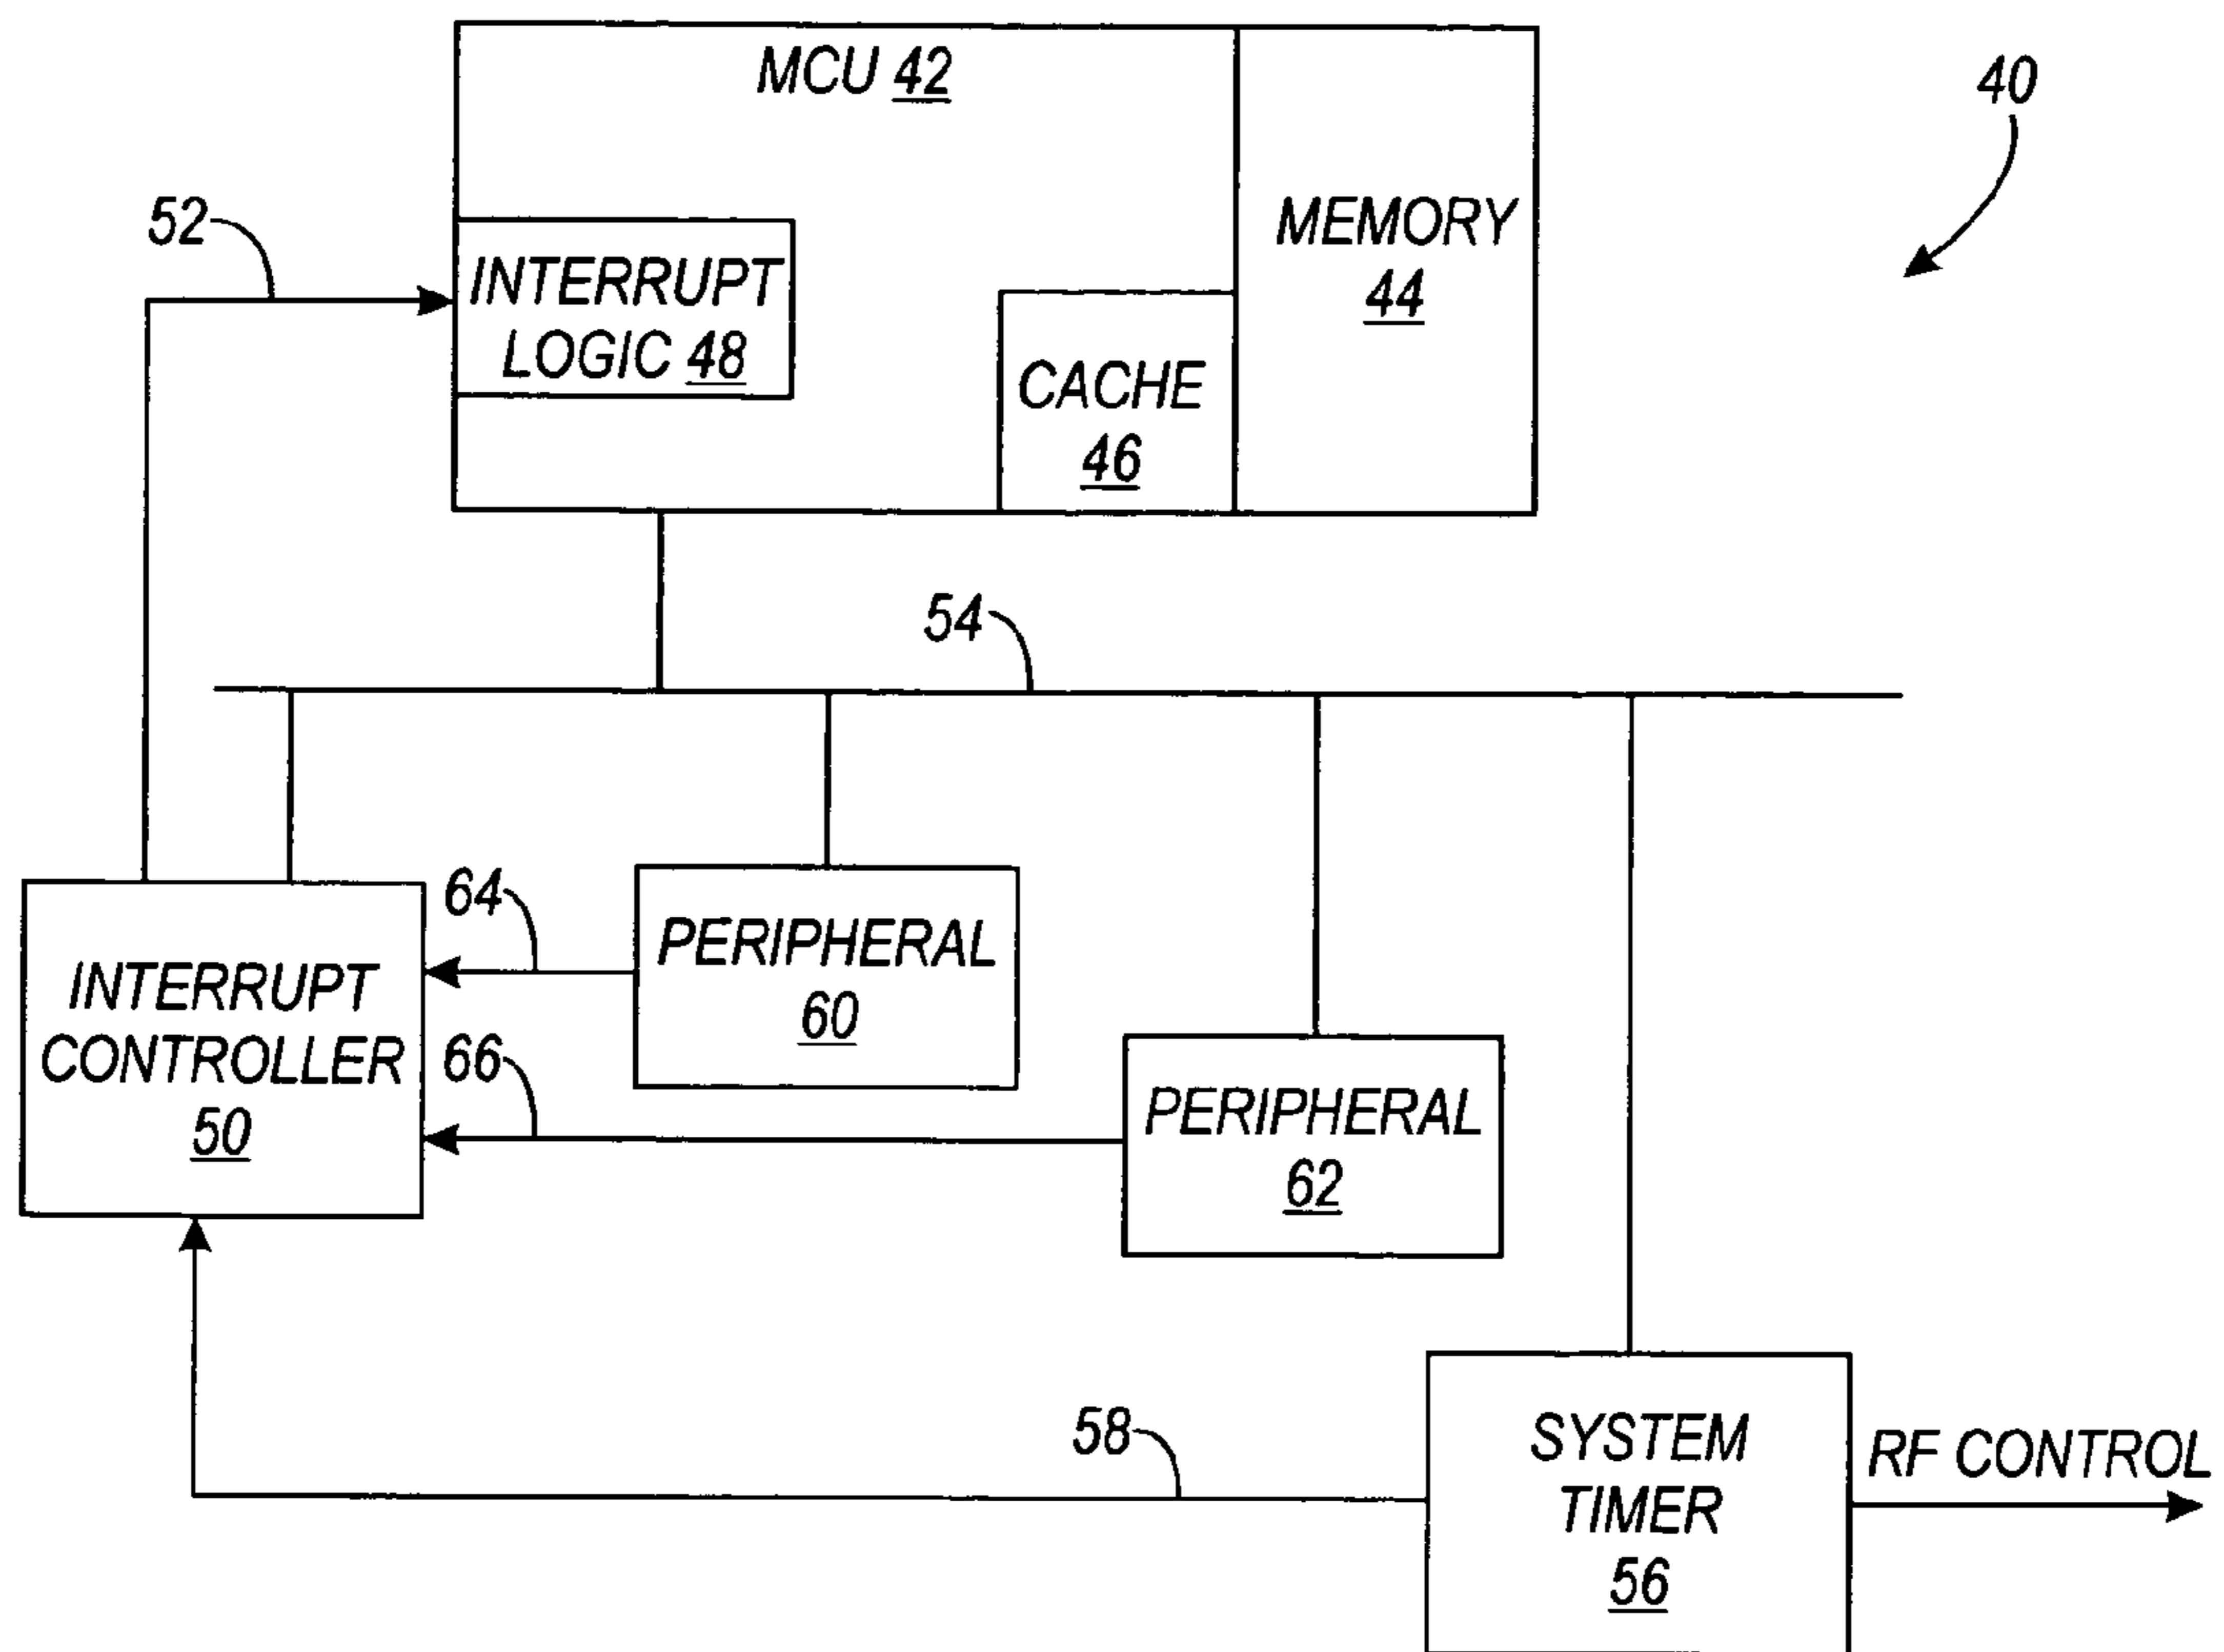 MCU 42
40
MEMORY
44
52
INTERRUPT
LOGIC 48
CACHE
46
54
64
PERIPHERAL
60
INTERRUPT
CONTROLLER
50
66
PERIPHERAL
62
58
SYSTEM
TIMER
56
RF CONTROL